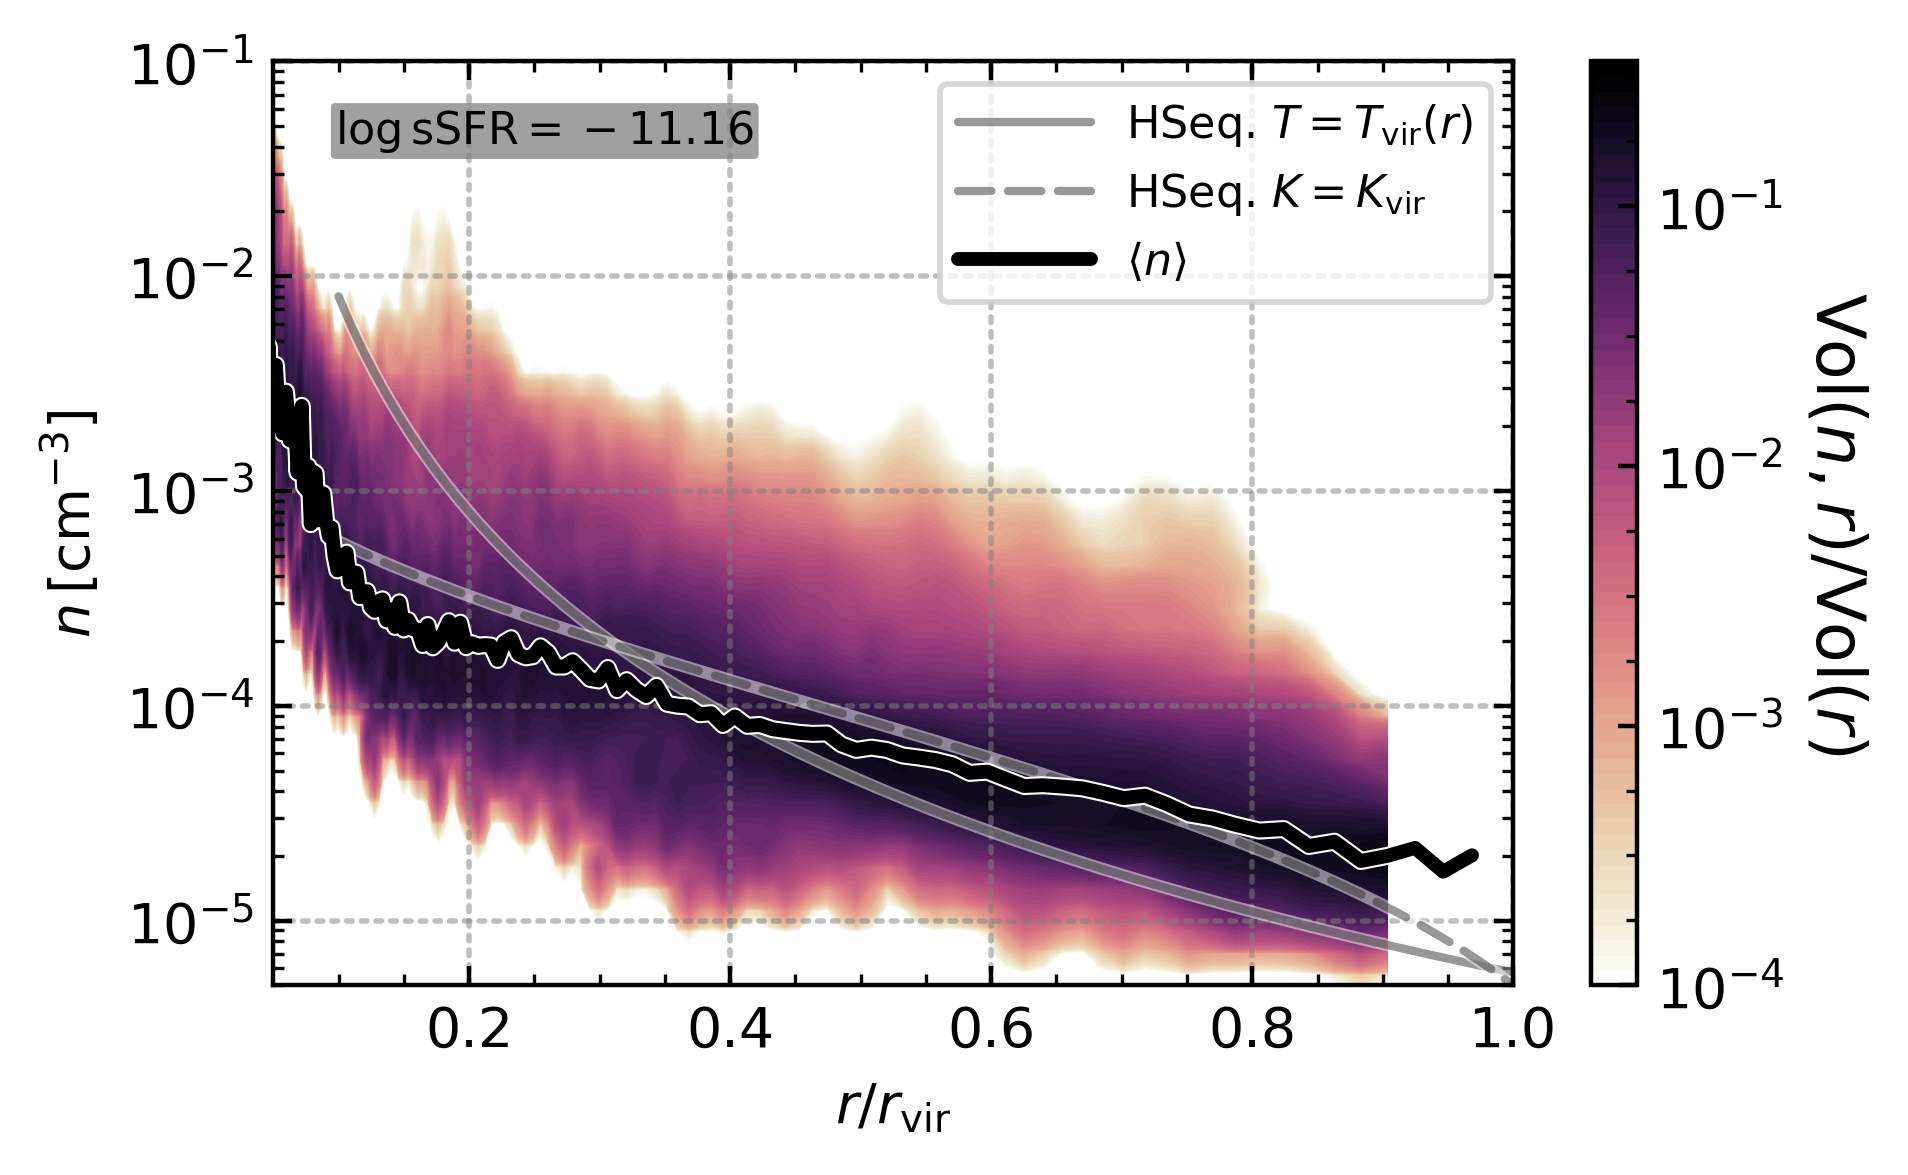 log sSFR = −11.16
HSeq. T = T_vir(r)
HSeq. K = K_vir
⟨n⟩
n [cm⁻³]
10⁻¹
10⁻²
10⁻³
10⁻⁴
10⁻⁵
0.2 0.4 0.6 0.8 1.0
r/r_vir
10⁻¹
10⁻²
10⁻³
10⁻⁴
Vol(n, r)/Vol(r)